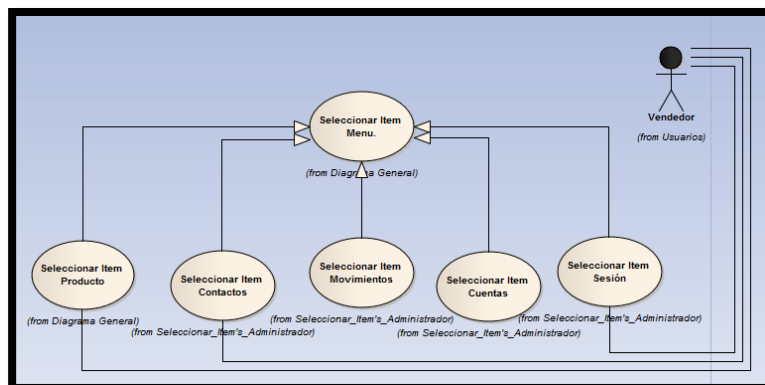 Seleccionar Item
Menu.
(from Diagrama General)
Vendedor
(from Usuarios)
Seleccionar Item
Producto
(from Diagrama General)
Seleccionar Item
Contactos
(from Seleccionar_Item's_Administrador)
Seleccionar Item
Movimientos
(from Seleccionar_Item's_Administrador)
Seleccionar Item
Cuentas
(from Seleccionar_Item's_Administrador)
Seleccionar Item
Sesión
(from Seleccionar_Item's_Administrador)